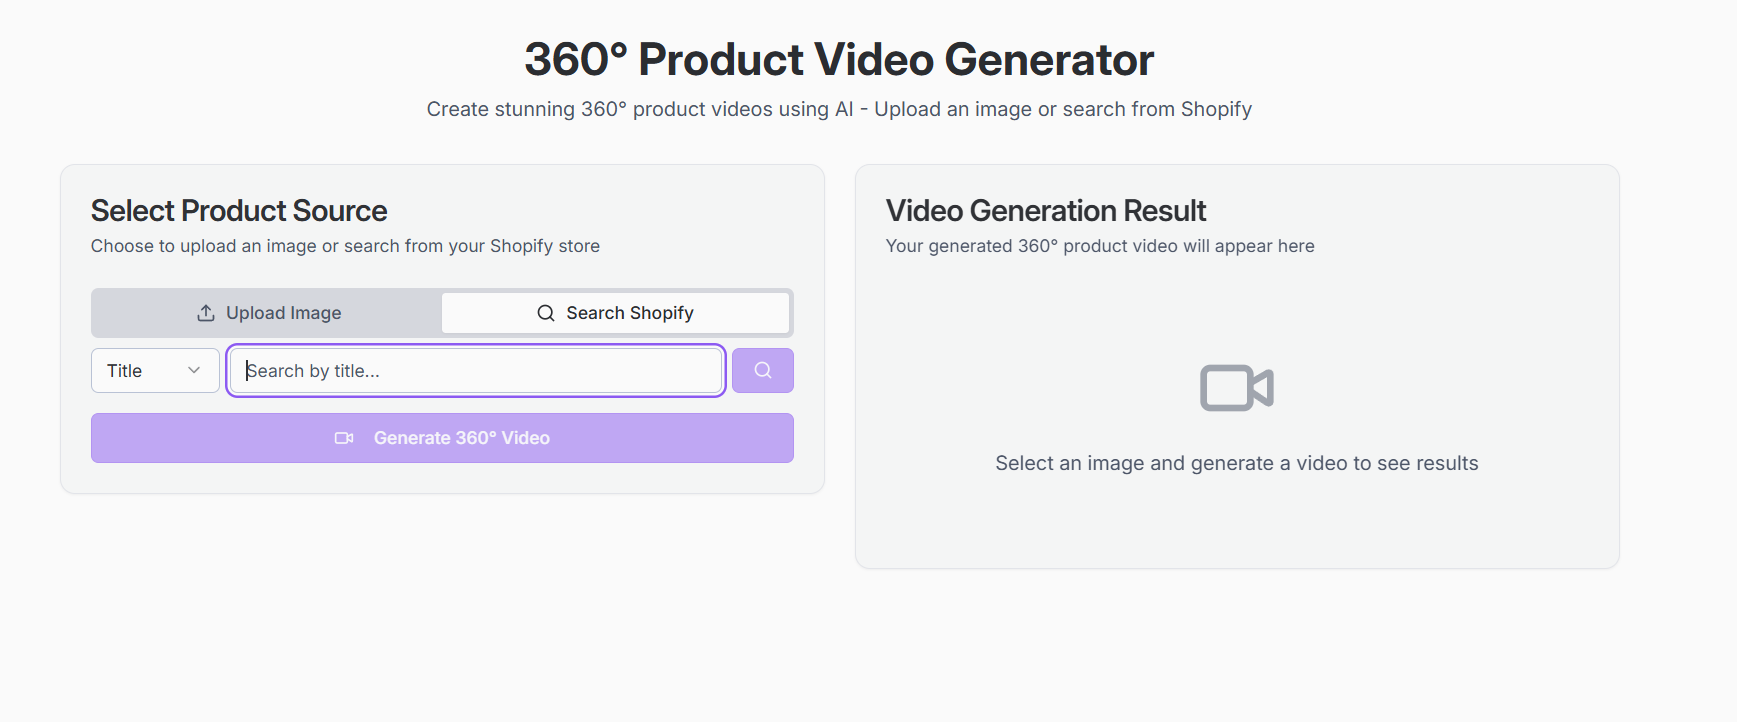 360° Product Video Generator
Create stunning 360° product videos using AI - Upload an image or search from Shopify
Select Product Source
Choose to upload an image or search from your Shopify store
Upload Image
Search Shopify
Title
Search by title...
Generate 360° Video
Video Generation Result
Your generated 360° product video will appear here
Select an image and generate a video to see results